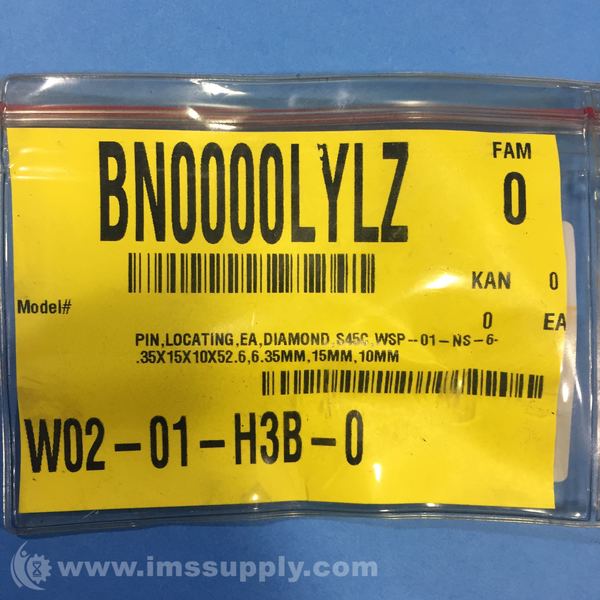 BN0000LYLZ
FAM
0
KAN 0
Model#
0 EA
PIN,LOCATING,EA,DIAMOND,S45C,WSP-01-NS-6-
.35X15X10X52.6,6.35MM,15MM,10MM
W02-01-H3B-0
www.imssupply.com